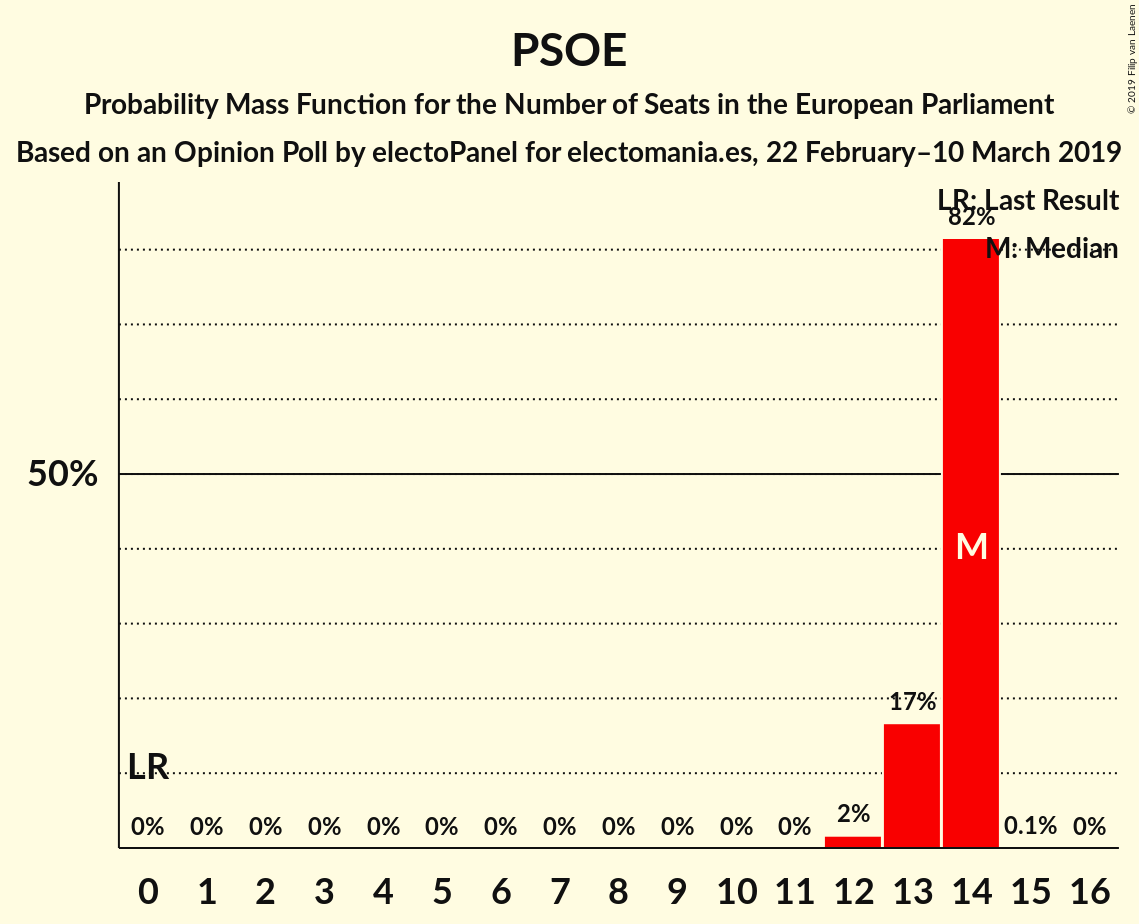 PSOE
Probability Mass Function for the Number of Seats in the European Parliament
Based on an Opinion Poll by electoPanel for electomania.es, 22 February–10 March 2019
© 2019 Filip van Laenen
LR: Last Result
82%
M: Median
50%
M
17%
LR
0% 0% 0% 0% 0% 0% 0% 0% 0% 0% 0% 0% 2% 0.1% 0%
0 1 2 3 4 5 6 7 8 9 10 11 12 13 14 15 16